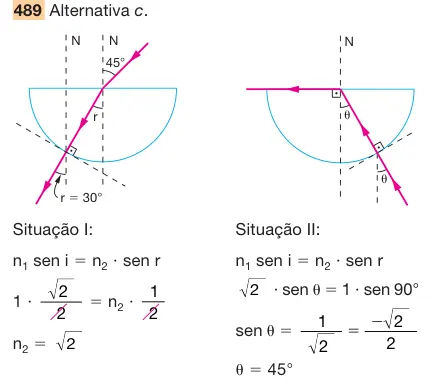 489 Alternativa c.
N N
45°
r
r = 30°
N
θ
θ
Situação I:
n₁ sen i = n₂ · sen r
1 · √2/2 = n₂ · 1/2
n₂ = √2
Situação II:
n₁ sen i = n₂ · sen r
√2 · sen θ = 1 · sen 90°
sen θ = 1/√2 = −√2/2
θ = 45°